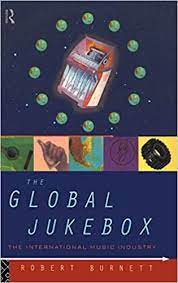 R
THE
GLOBAL
JUKEBOX
THE INTERNATIONAL MUSIC INDUSTRY
ROBERT BURNETT